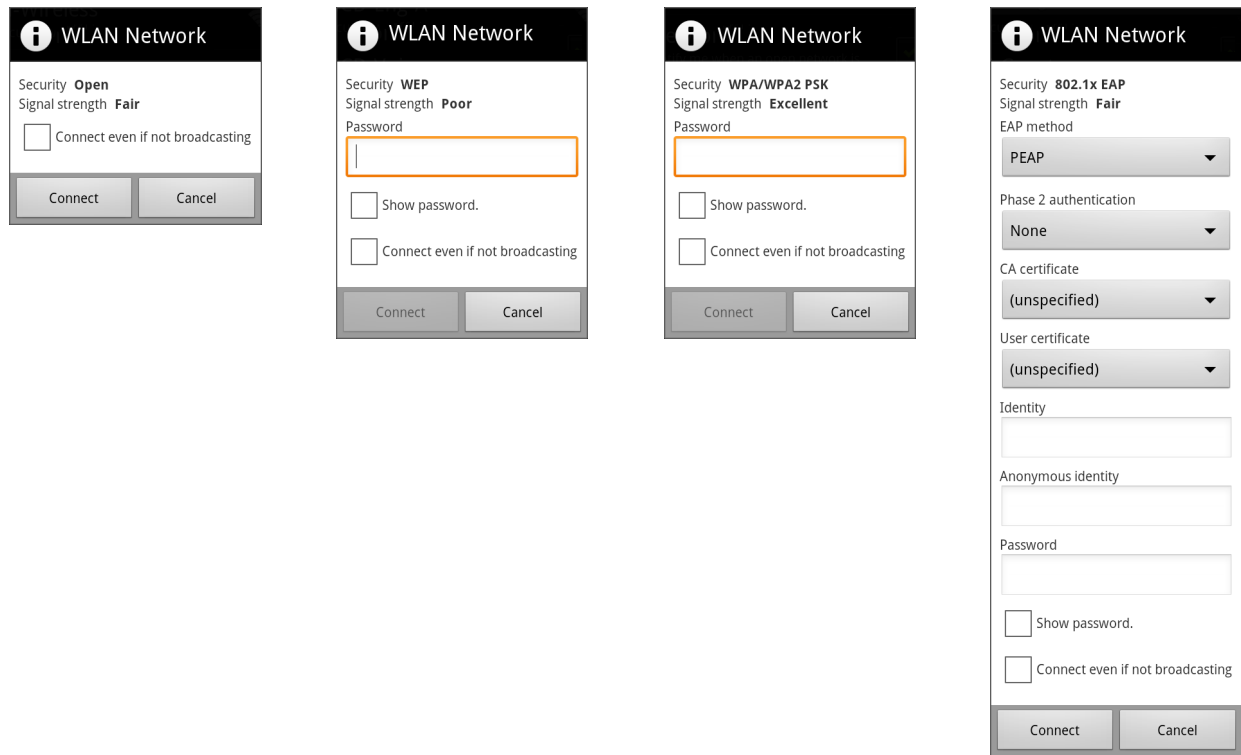 WLAN Network
Security Open
Signal strength Fair
Connect even if not broadcasting
Connect Cancel
WLAN Network
Security WEP
Signal strength Poor
Password
Show password.
Connect even if not broadcasting
Connect Cancel
WLAN Network
Security WPA/WPA2 PSK
Signal strength Excellent
Password
Show password.
Connect even if not broadcasting
Connect Cancel
WLAN Network
Security 802.1x EAP
Signal strength Fair
EAP method
PEAP
Phase 2 authentication
None
CA certificate
(unspecified)
User certificate
(unspecified)
Identity
Anonymous identity
Password
Show password.
Connect even if not broadcasting
Connect Cancel